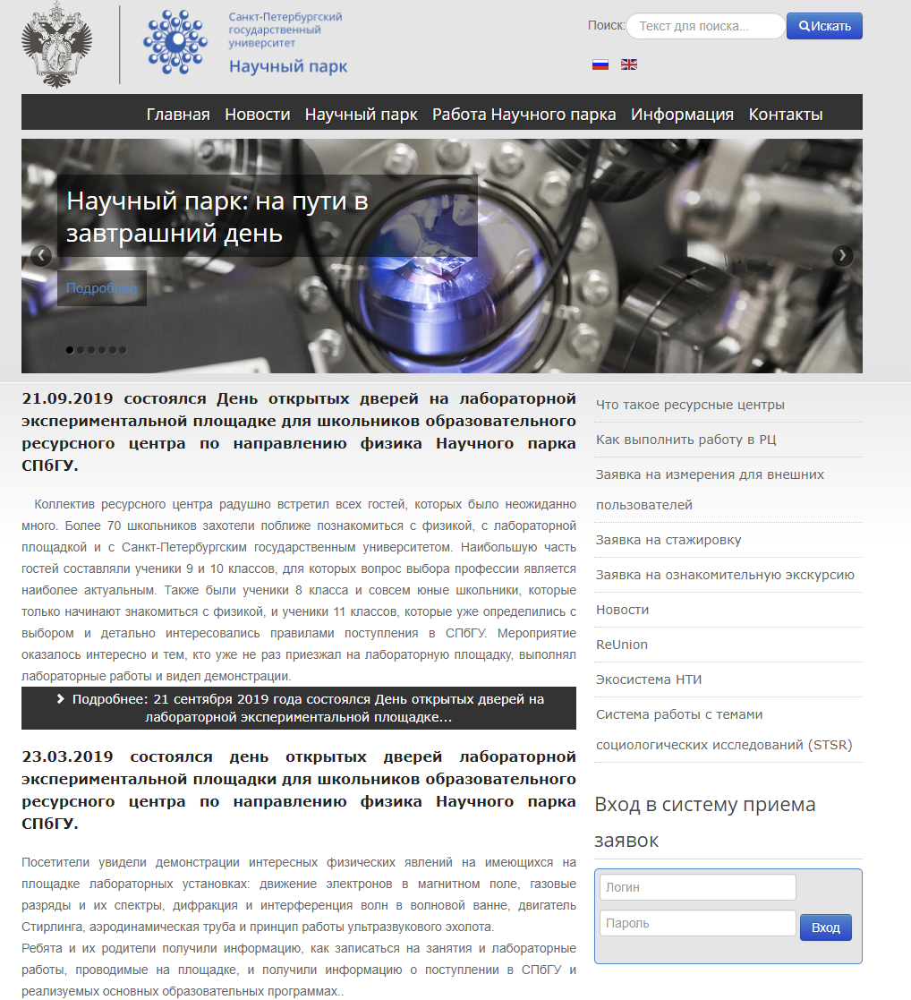 Санкт-Петербургский
государственный
университет
Научный парк
Поиск:
Текст для поиска...
Искать
Главная Новости Научный парк Работа Научного парка Информация Контакты
Научный парк: на пути в
завтрашний день
Подробнее
21.09.2019 состоялся День открытых дверей на лабораторной
экспериментальной площадке для школьников образовательного
ресурсного центра по направлению физика Научного парка
СПбГУ.
Коллектив ресурсного центра радушно встретил всех гостей, которых было неожиданно
много. Более 70 школьников захотели поближе познакомиться с физикой, с лабораторной
площадкой и с Санкт-Петербургским государственным университетом. Наибольшую часть
гостей составляли ученики 9 и 10 классов, для которых вопрос выбора профессии является
наиболее актуальным. Также были ученики 8 класса и совсем юные школьники, которые
только начинают знакомиться с физикой, и ученики 11 классов, которые уже определились с
выбором и детально интересовались правилами поступления в СПбГУ. Мероприятие
оказалось интересно и тем, кто уже не раз приезжал на лабораторную площадку, выполнял
лабораторные работы и видел демонстрации.
Подробнее: 21 сентября 2019 года состоялся День открытых дверей на
лабораторной экспериментальной площадке...
23.03.2019 состоялся день открытых дверей лабораторной
экспериментальной площадки для школьников образовательного
ресурсного центра по направлению физика Научного парка
СПбГУ.
Посетители увидели демонстрации интересных физических явлений на имеющихся на
площадке лабораторных установках: движение электронов в магнитном поле, газовые
разряды и их спектры, дифракция и интерференция волн в волновой ванне, двигатель
Стирлинга, аэродинамическая труба и принцип работы ультразвукового эхолота.
Ребята и их родители получили информацию, как записаться на занятия и лабораторные
работы, проводимые на площадке, и получили информацию о поступлении в СПбГУ и
реализуемых основных образовательных программах..
Что такое ресурсные центры
Как выполнить работу в РЦ
Заявка на измерения для внешних
пользователей
Заявка на стажировку
Заявка на ознакомительную экскурсию
Новости
ReUnion
Экосистема НТИ
Система работы с темами
социологических исследований (STSR)
Вход в систему приема
заявок
Логин
Пароль
Вход